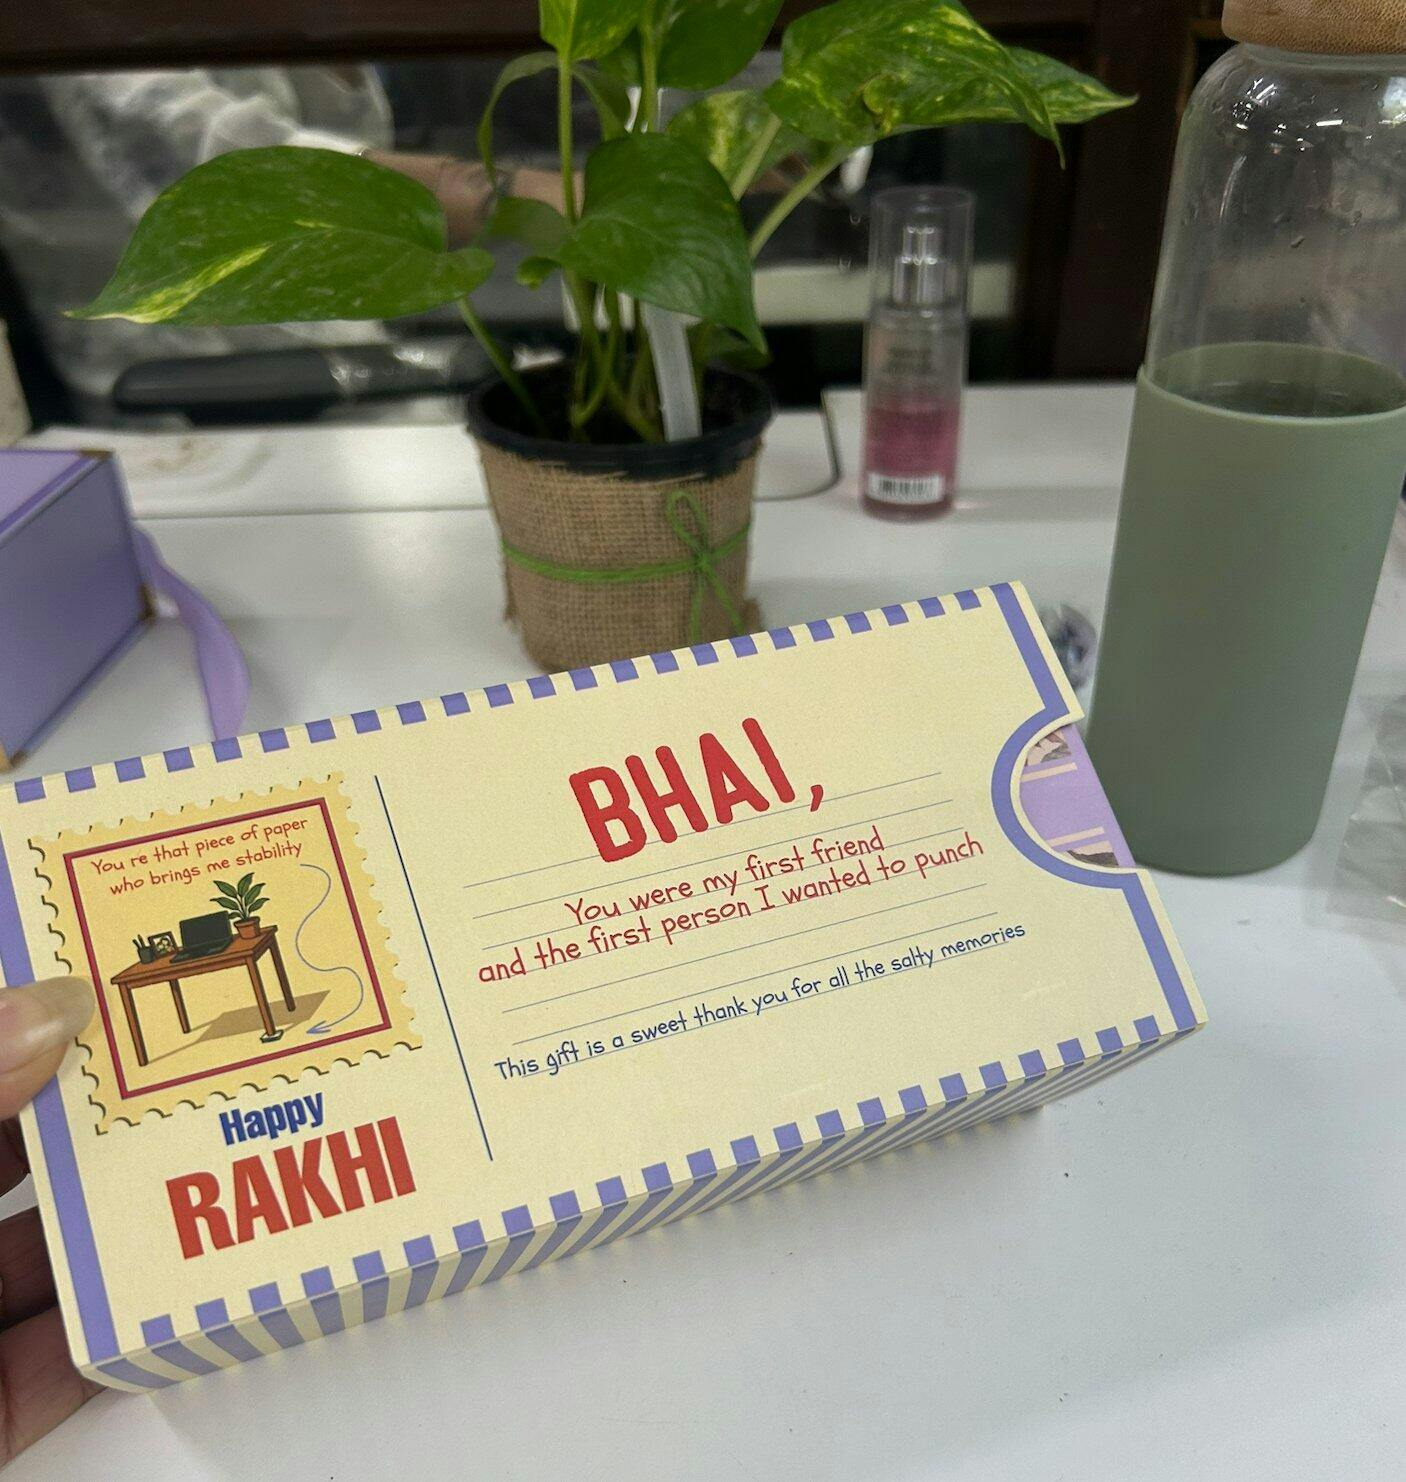 You re that piece of paper
who brings me stability
Happy
RAKHI
BHAI,
You were my first friend
and the first person I wanted to punch
This gift is a sweet thank you for all the salty memories